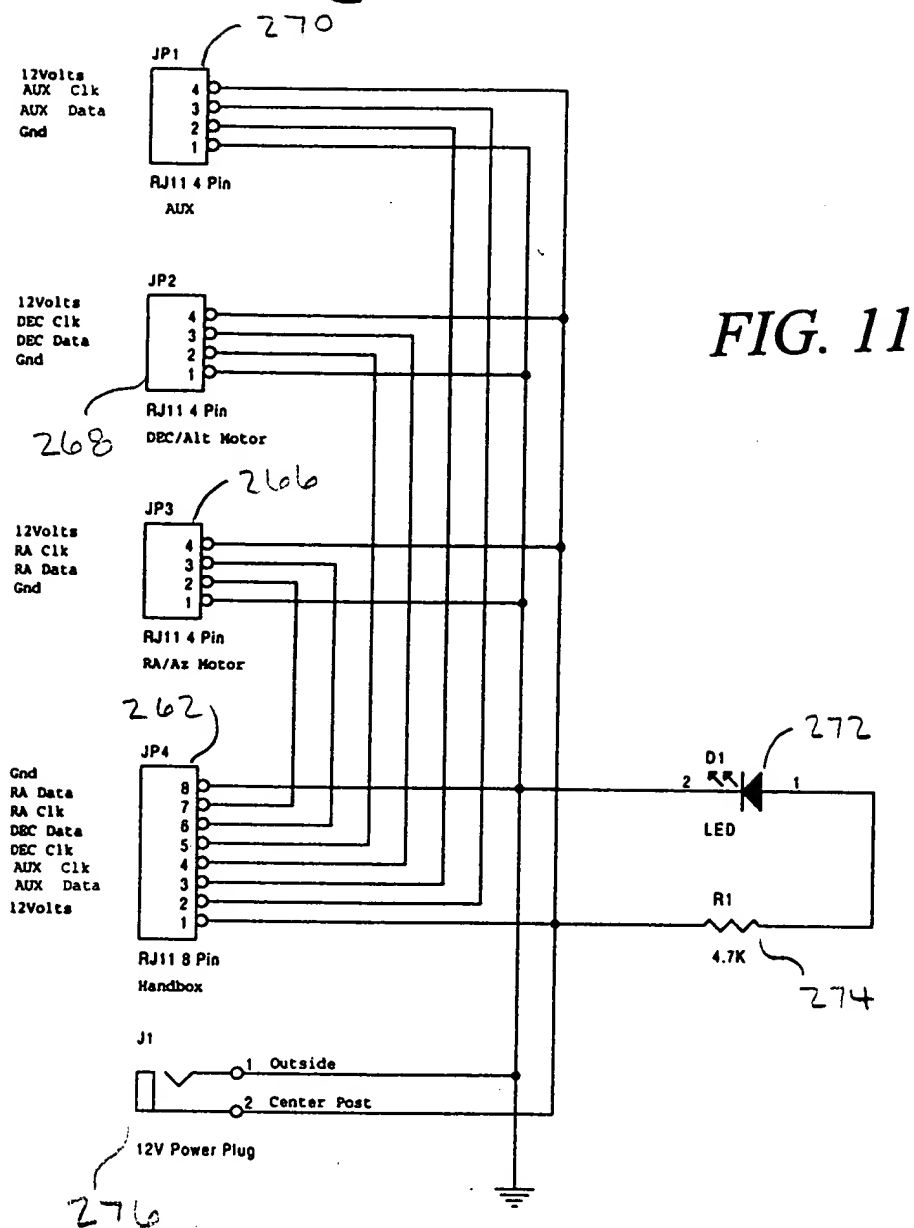 270
JP1
12Volts
AUX Clk
AUX Data
Gnd
4
3
2
1
RJ11 4 Pin
AUX
JP2
12Volts
DEC Clk
DEC Data
Gnd
4
3
2
1
RJ11 4 Pin
DEC/Alt Motor
268
FIG. 11
266
JP3
12Volts
RA Clk
RA Data
Gnd
4
3
2
1
RJ11 4 Pin
RA/Az Motor
262
JP4
Gnd
RA Data
RA Clk
DEC Data
DEC Clk
AUX Clk
AUX Data
12Volts
8
7
6
5
4
3
2
1
RJ11 8 Pin
Handbox
272
D1
2
1
LED
R1
4.7K
274
J1
1 Outside
2 Center Post
12V Power Plug
276